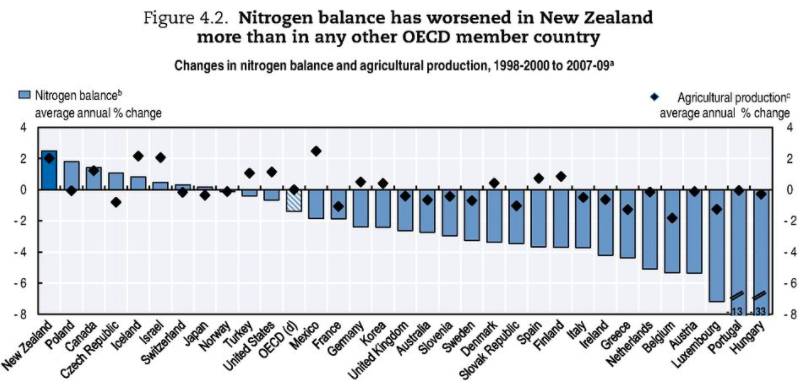 Figure 4.2. Nitrogen balance has worsened in New Zealand
more than in any other OECD member country
Changes in nitrogen balance and agricultural production, 1998-2000 to 2007-09a
Nitrogen balanceb
average annual % change
Agricultural productionc
average annual % change
4
2
0
- 2
- 4
- 6
- 8
4
2
0
- 2
- 4
- 6
- 8
- 13
- 33
New Zealand
Poland
Canada
Czech Republic
Iceland
Israel
Switzerland
Japan
Norway
Turkey
United States
OECD (d)
Mexico
France
Germany
Korea
United Kingdom
Australia
Slovenia
Sweden
Denmark
Slovak Republic
Spain
Finland
Italy
Ireland
Greece
Netherlands
Belgium
Austria
Luxembourg
Portugal
Hungary